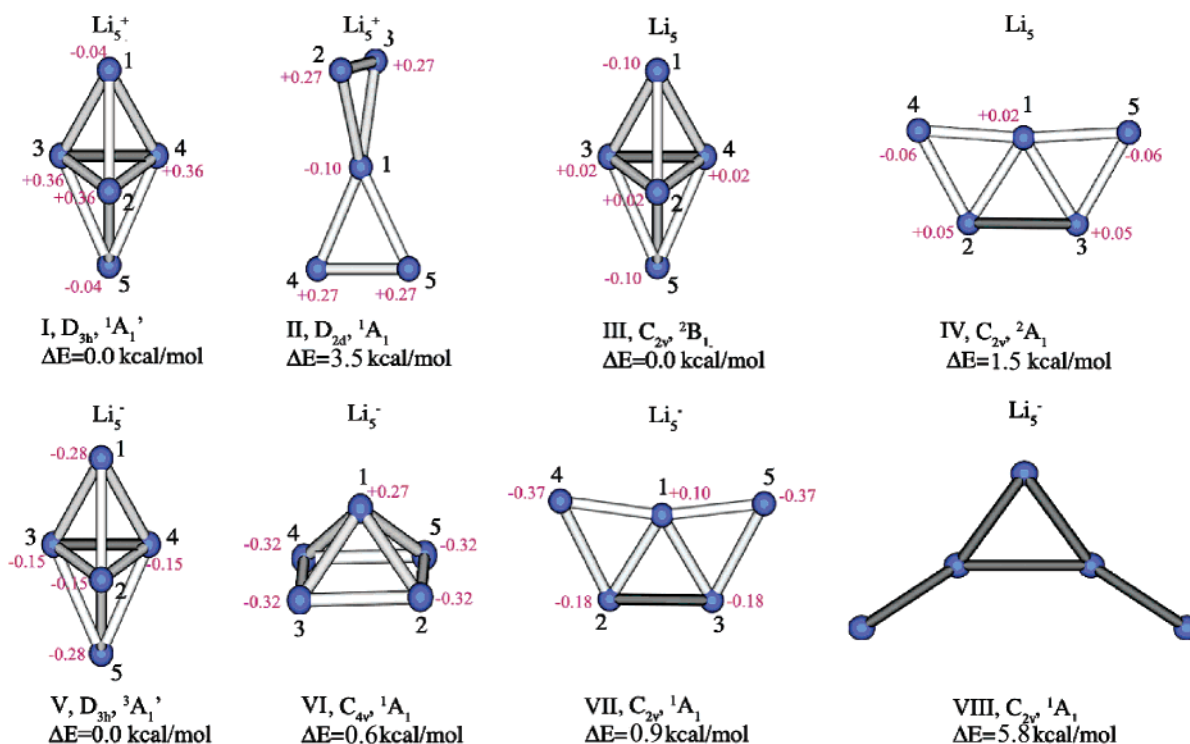 Li₅⁺
-0.04
1
3
4
+0.36
+0.36
+0.36
2
-0.04
5
I, D₃ₕ, ¹A₁’
ΔE=0.0 kcal/mol
Li₅⁺
3
2
+0.27
+0.27
-0.10
1
4
5
+0.27
+0.27
II, D₂d, ¹A₁
ΔE=3.5 kcal/mol
Li₅
-0.10
1
3
4
+0.02
+0.02
+0.02
2
-0.10
5
III, C₂ᵥ, ²B₁.
ΔE=0.0 kcal/mol
Li₅
4
1
5
+0.02
-0.06
-0.06
+0.05
2
3
+0.05
IV, C₂ᵥ, ²A₁
ΔE=1.5 kcal/mol
Li₅⁻
1
-0.28
3
4
-0.15
-0.15
-0.15
2
-0.28
5
V, D₃ₕ, ³A₁’
ΔE=0.0 kcal/mol
Li₅⁻
1
+0.27
4
5
-0.32
-0.32
-0.32
-0.32
3
2
VI, C₄ᵥ, ¹A₁
ΔE=0.6 kcal/mol
Li₅⁻
4
1
5
-0.37
+0.10
-0.37
-0.18
-0.18
2
3
VII, C₂ᵥ, ¹A₁
ΔE=0.9 kcal/mol
Li₅⁻
VIII, C₂ᵥ, ¹A₁
ΔE=5.8 kcal/mol